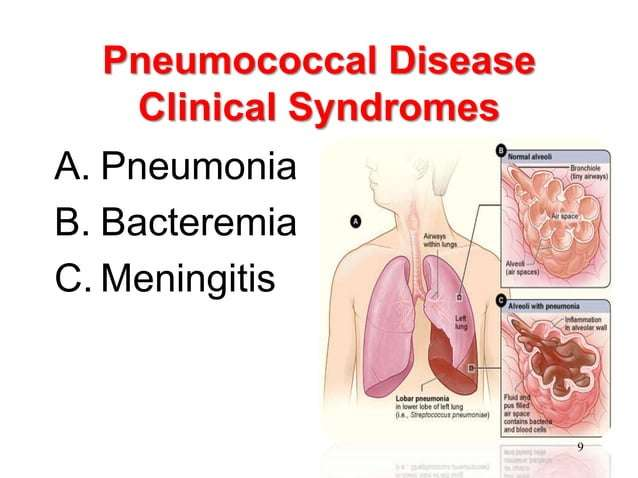 Pneumococcal Disease
Clinical Syndromes
A. Pneumonia
B. Bacteremia
C. Meningitis
A
Airways
within lungs
Left
lung
Lobar pneumonia
in lower lobe of left lung
(i.e., Streptococcus pneumoniae)
B
Normal alveoli
Bronchiole
(tiny airways)
Air space
Alveoli
(air spaces)
C
Alveoli with pneumonia
Inflammation
in alveolar wall
Fluid and
pus filled
air space
contains bacteria
and blood cells
9